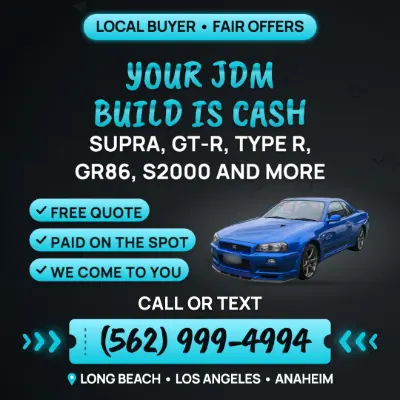 LOCAL BUYER • FAIR OFFERS
YOUR JDM
BUILD IS CASH
SUPRA, GT-R, TYPE R,
GR86, S2000 AND MORE
FREE QUOTE
PAID ON THE SPOT
WE COME TO YOU
CALL OR TEXT
(562) 999-4994
LONG BEACH • LOS ANGELES • ANAHEIM